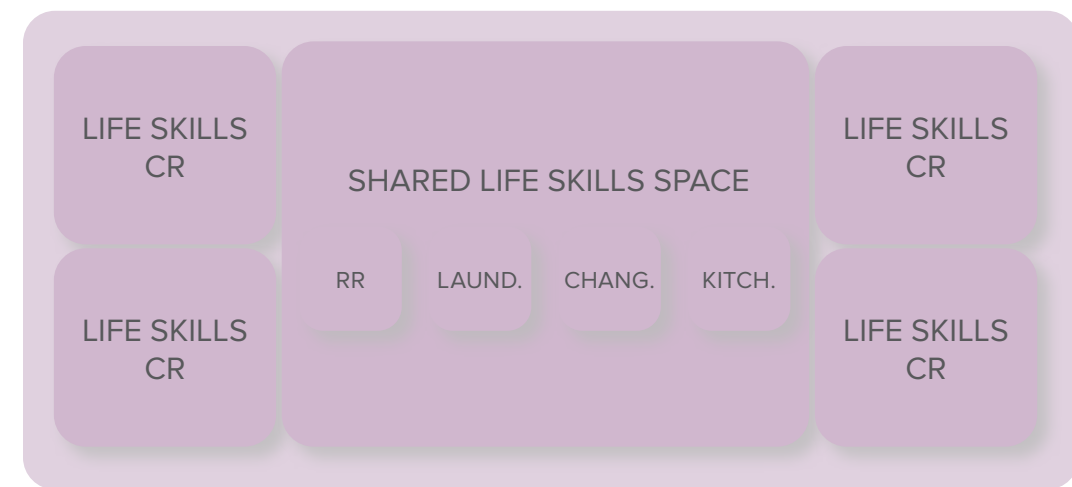 LIFE SKILLS
CR
LIFE SKILLS
CR
SHARED LIFE SKILLS SPACE
RR
LAUND.
CHANG.
KITCH.
LIFE SKILLS
CR
LIFE SKILLS
CR